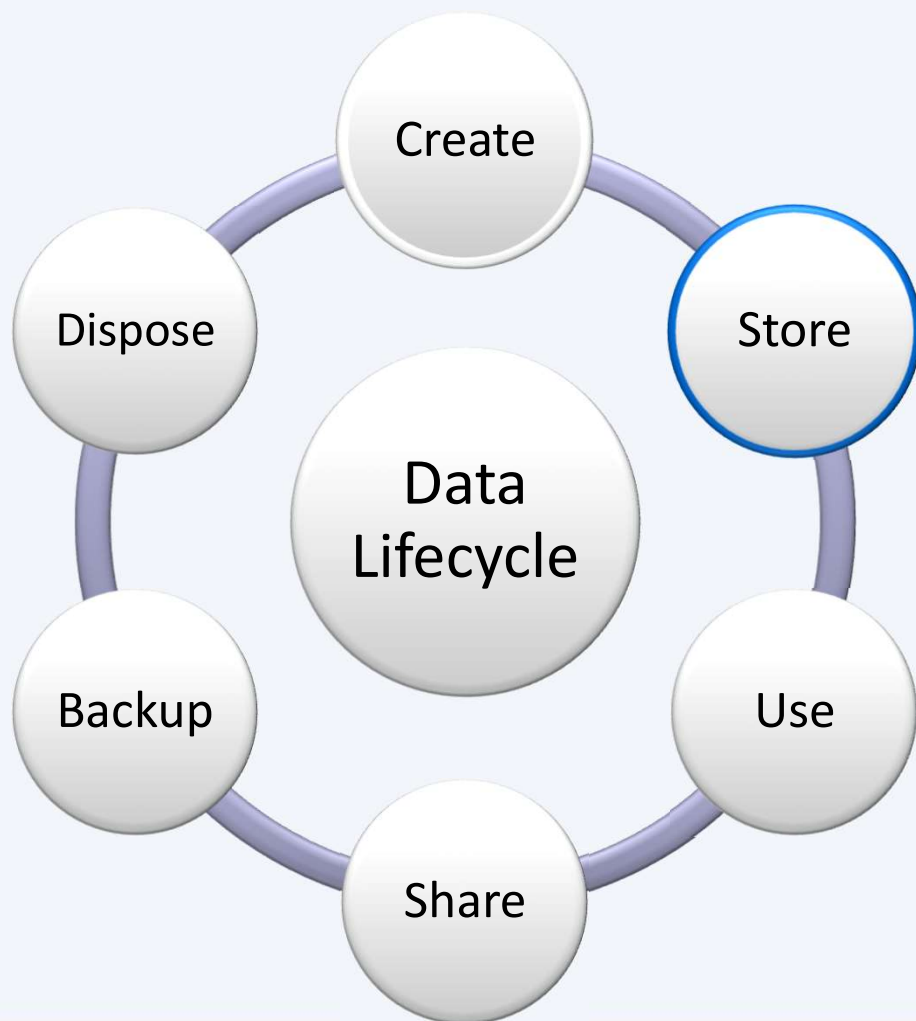 Create
Store
Use
Share
Backup
Dispose
Data
Lifecycle